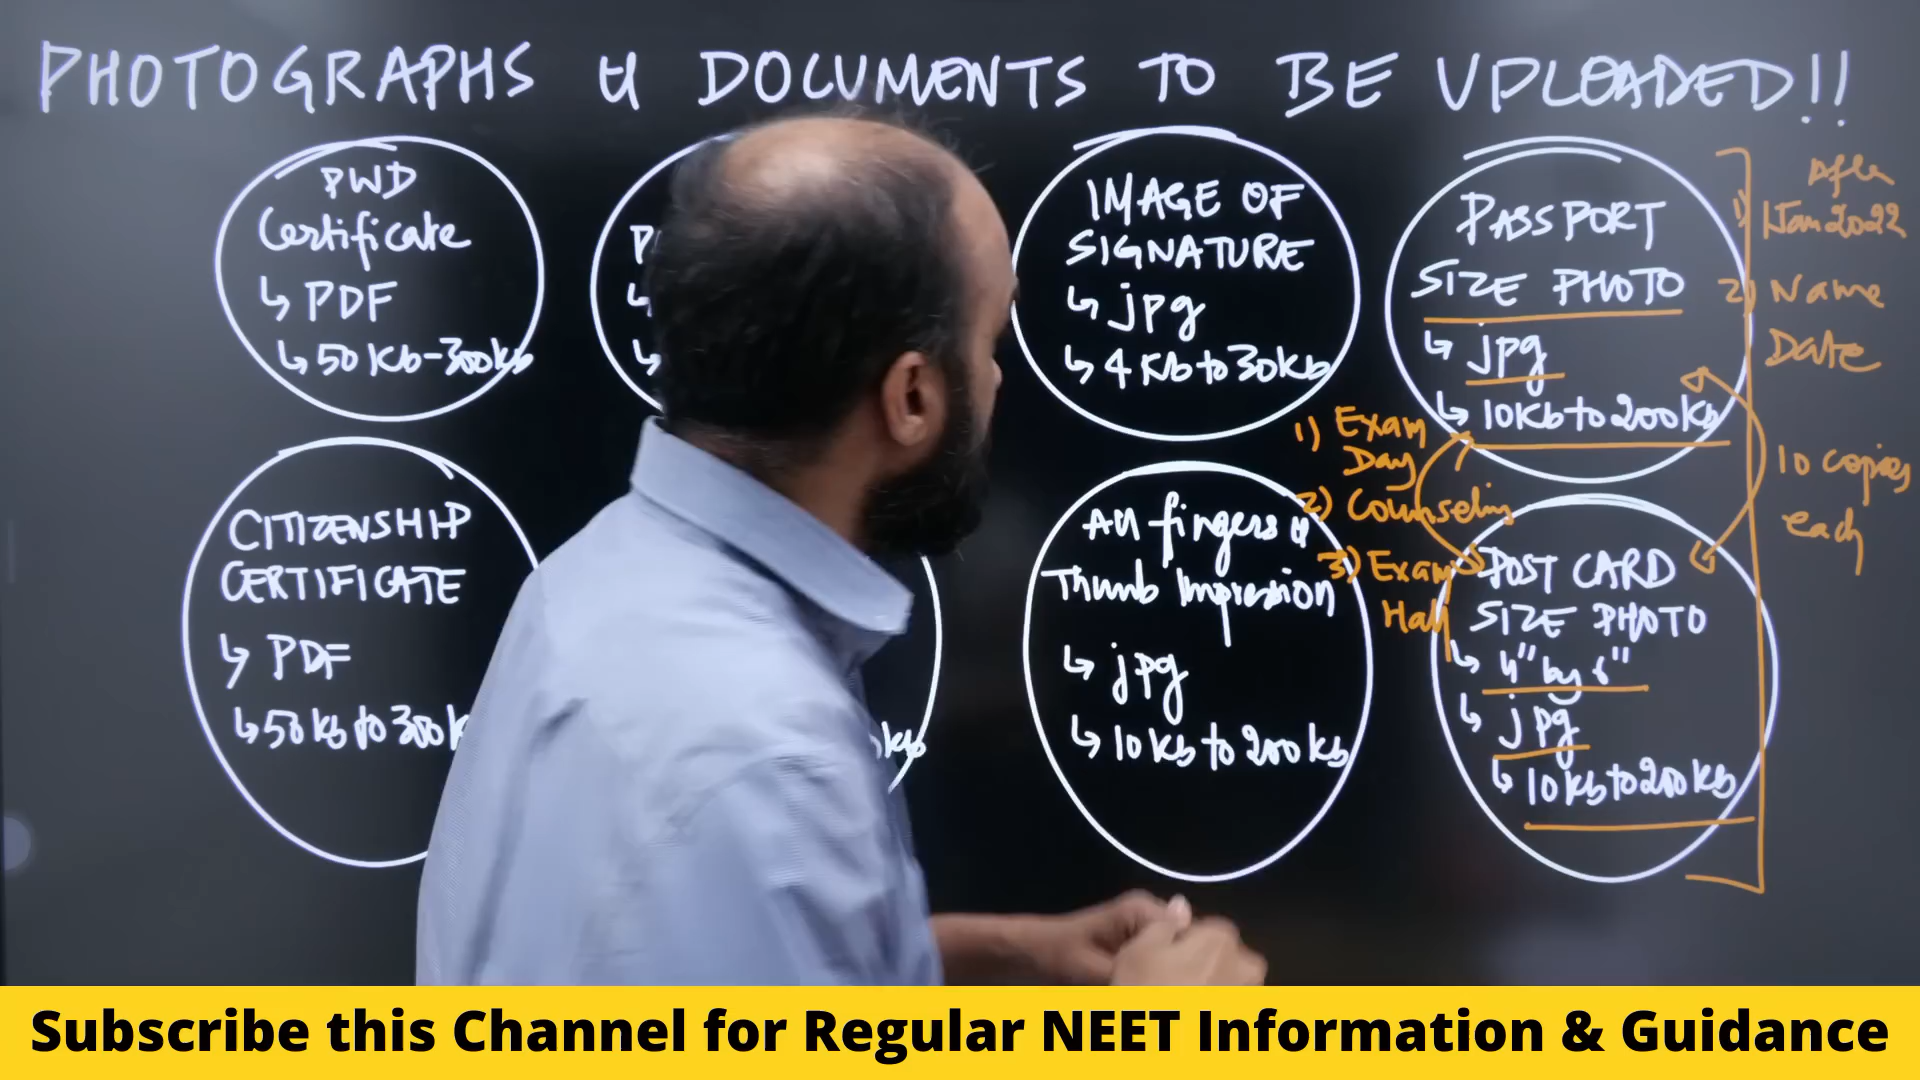 PHOTOGRAPHS & DOCUMENTS TO BE UPLOADED!!
PWD
Certificate
↳ PDF
↳ 50 Kb-300kb
IMAGE OF
SIGNATURE
↳ jpg
↳ 4 Kb to 30Kb
PASSPORT
SIZE PHOTO
↳ jpg
↳ 10Kb to 200Kb
After
1) 1 Jan 2022
2) Name
Date
10 copies
each
1) Exam
Day
2) Counseling
3) Exam
Hall
CITIZENSHIP
CERTIFICATE
↳ PDF
↳ 50 kb to 300k
kb
All fingers &
Thumb Impression
↳ jpg
↳ 10 kb to 200 kb
POST CARD
SIZE PHOTO
↳ 4" by 6"
↳ jpg
↳ 10 kb to 200 kb
Subscribe this Channel for Regular NEET Information & Guidance